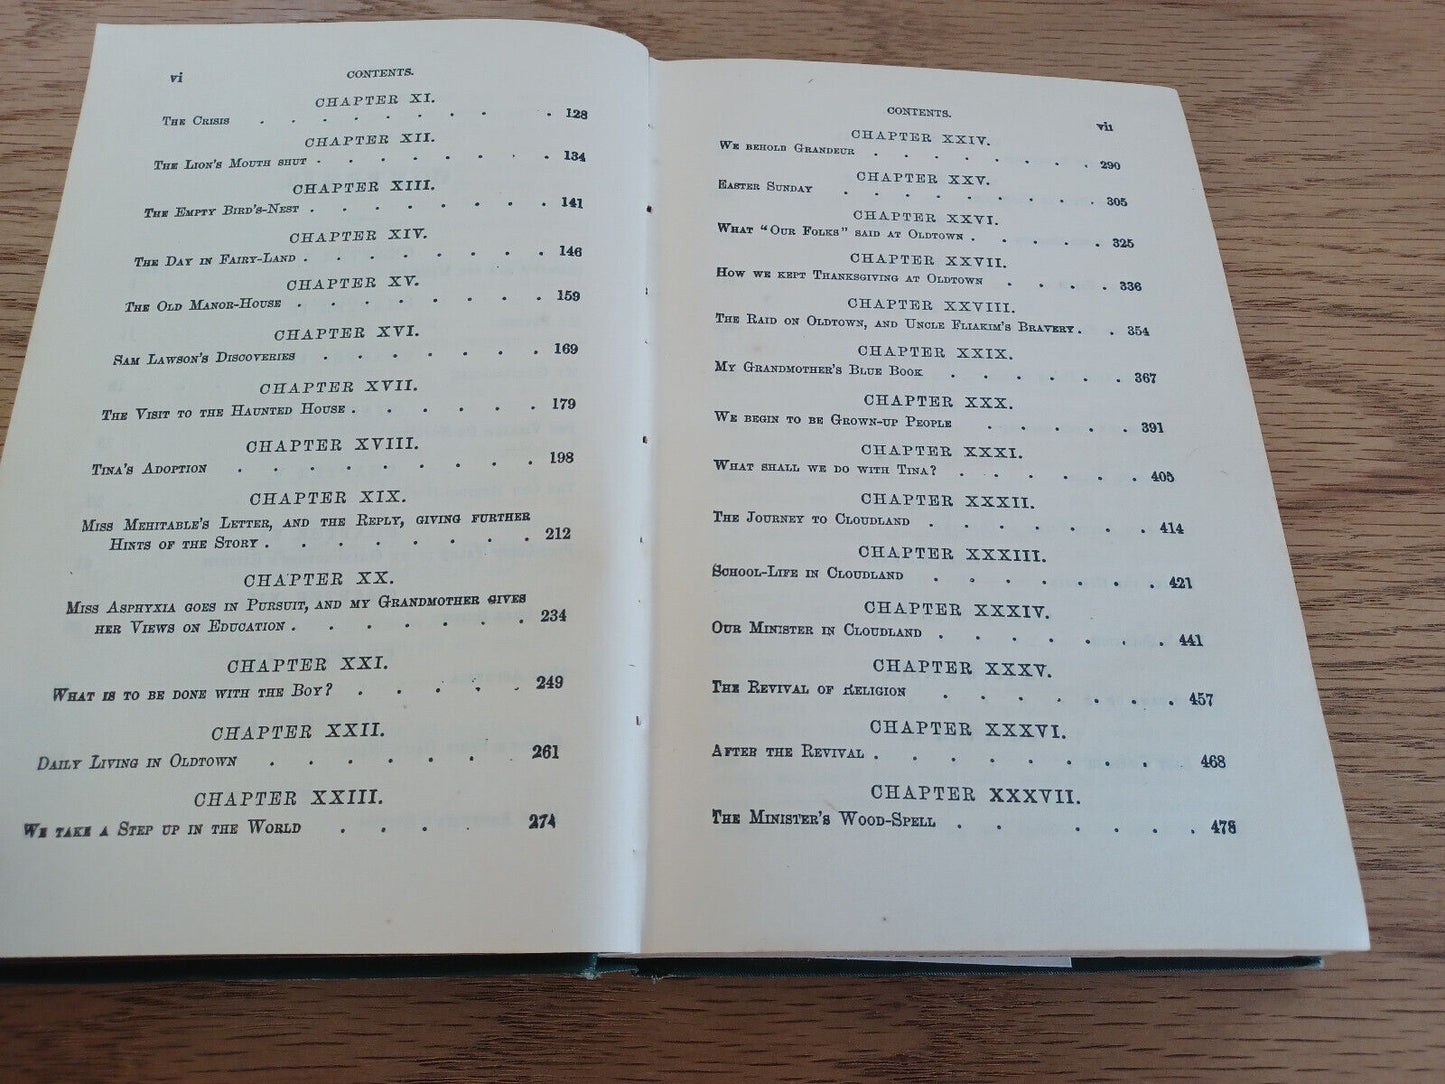 vi CONTENTS.
CHAPTER XI.
THE CRISIS . . . . . . . . 128
CHAPTER XII.
THE LION'S MOUTH SHUT . . . . . . . 134
CHAPTER XIII.
THE EMPTY BIRD'S-NEST . . . . . . . 141
CHAPTER XIV.
THE DAY IN FAIRY-LAND . . . . . . . 146
CHAPTER XV.
THE OLD MANOR-HOUSE . . . . . . . 159
CHAPTER XVI.
SAM LAWSON'S DISCOVERIES . . . . . . . 169
CHAPTER XVII.
THE VISIT TO THE HAUNTED HOUSE . . . . . . 179
CHAPTER XVIII.
TINA'S ADOPTION . . . . . . . . 198
CHAPTER XIX.
MISS MEHITABLE'S LETTER, AND THE REPLY, GIVING FURTHER
HINTS OF THE STORY . . . . . . . . 212
CHAPTER XX.
MISS ASPHYXIA GOES IN PURSUIT, AND MY GRANDMOTHER GIVES
HER VIEWS ON EDUCATION . . . . . . . 234
CHAPTER XXI.
WHAT IS TO BE DONE WITH THE BOY? . . . . . 249
CHAPTER XXII.
DAILY LIVING IN OLDTOWN . . . . . . . 261
CHAPTER XXIII.
WE TAKE A STEP UP IN THE WORLD . . . . 274
CONTENTS. vii
CHAPTER XXIV.
WE BEHOLD GRANDEUR . . . . . . . . 290
CHAPTER XXV.
EASTER SUNDAY . . . . . . . . 305
CHAPTER XXVI.
WHAT "OUR FOLKS" SAID AT OLDTOWN . . . . . 325
CHAPTER XXVII.
HOW WE KEPT THANKSGIVING AT OLDTOWN . . . . 336
CHAPTER XXVIII.
THE RAID ON OLDTOWN, AND UNCLE FLIAKIM'S BRAVERY . . 354
CHAPTER XXIX.
MY GRANDMOTHER'S BLUE BOOK . . . . . . 367
CHAPTER XXX.
WE BEGIN TO BE GROWN-UP PEOPLE . . . . . 391
CHAPTER XXXI.
WHAT SHALL WE DO WITH TINA? . . . . . . 405
CHAPTER XXXII.
THE JOURNEY TO CLOUDLAND . . . . . . . 414
CHAPTER XXXIII.
SCHOOL-LIFE IN CLOUDLAND . . . . . . . 421
CHAPTER XXXIV.
OUR MINISTER IN CLOUDLAND . . . . . . . 441
CHAPTER XXXV.
THE REVIVAL OF RELIGION . . . . . . . 457
CHAPTER XXXVI.
AFTER THE REVIVAL . . . . . . . . . 468
CHAPTER XXXVII.
THE MINISTER'S WOOD-SPELL . . . . . . . 478